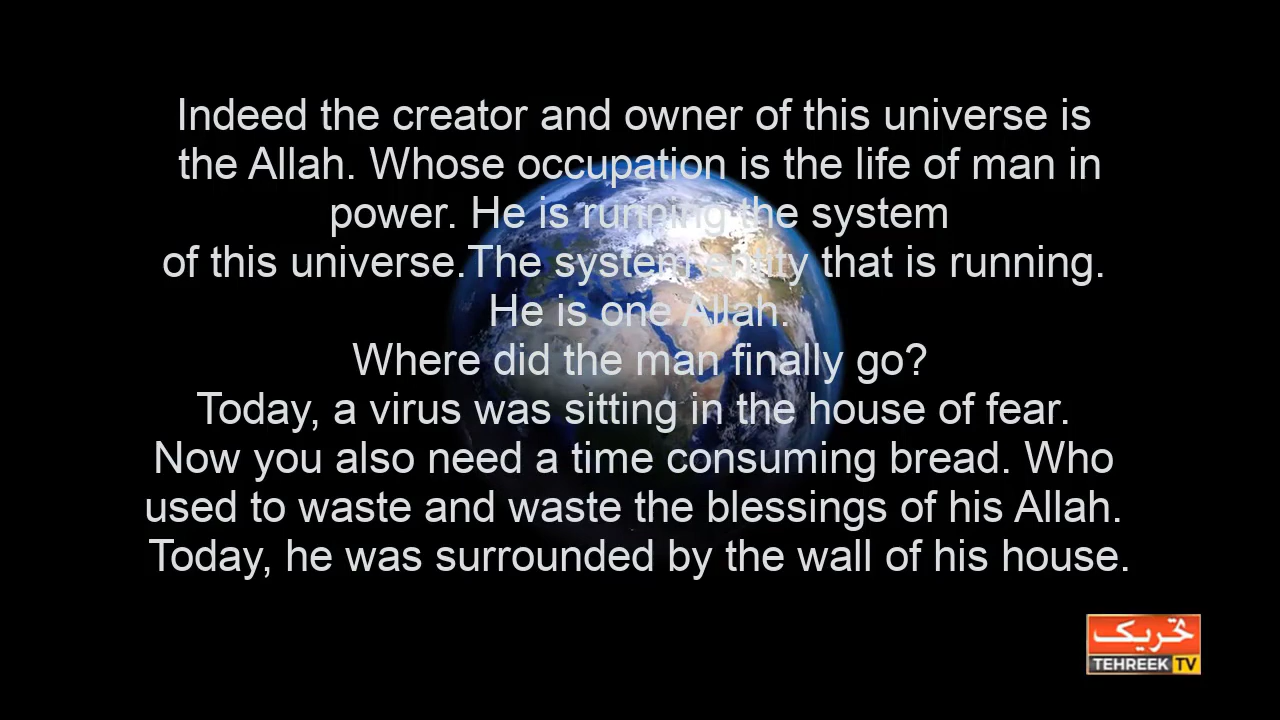 Indeed the creator and owner of this universe is
the Allah. Whose occupation is the life of man in
power. He is running the system
of this universe.The system entity that is running.
He is one Allah.
Where did the man finally go?
Today, a virus was sitting in the house of fear.
Now you also need a time consuming bread. Who
used to waste and waste the blessings of his Allah.
Today, he was surrounded by the wall of his house.
تحریک
TEHREEK TV